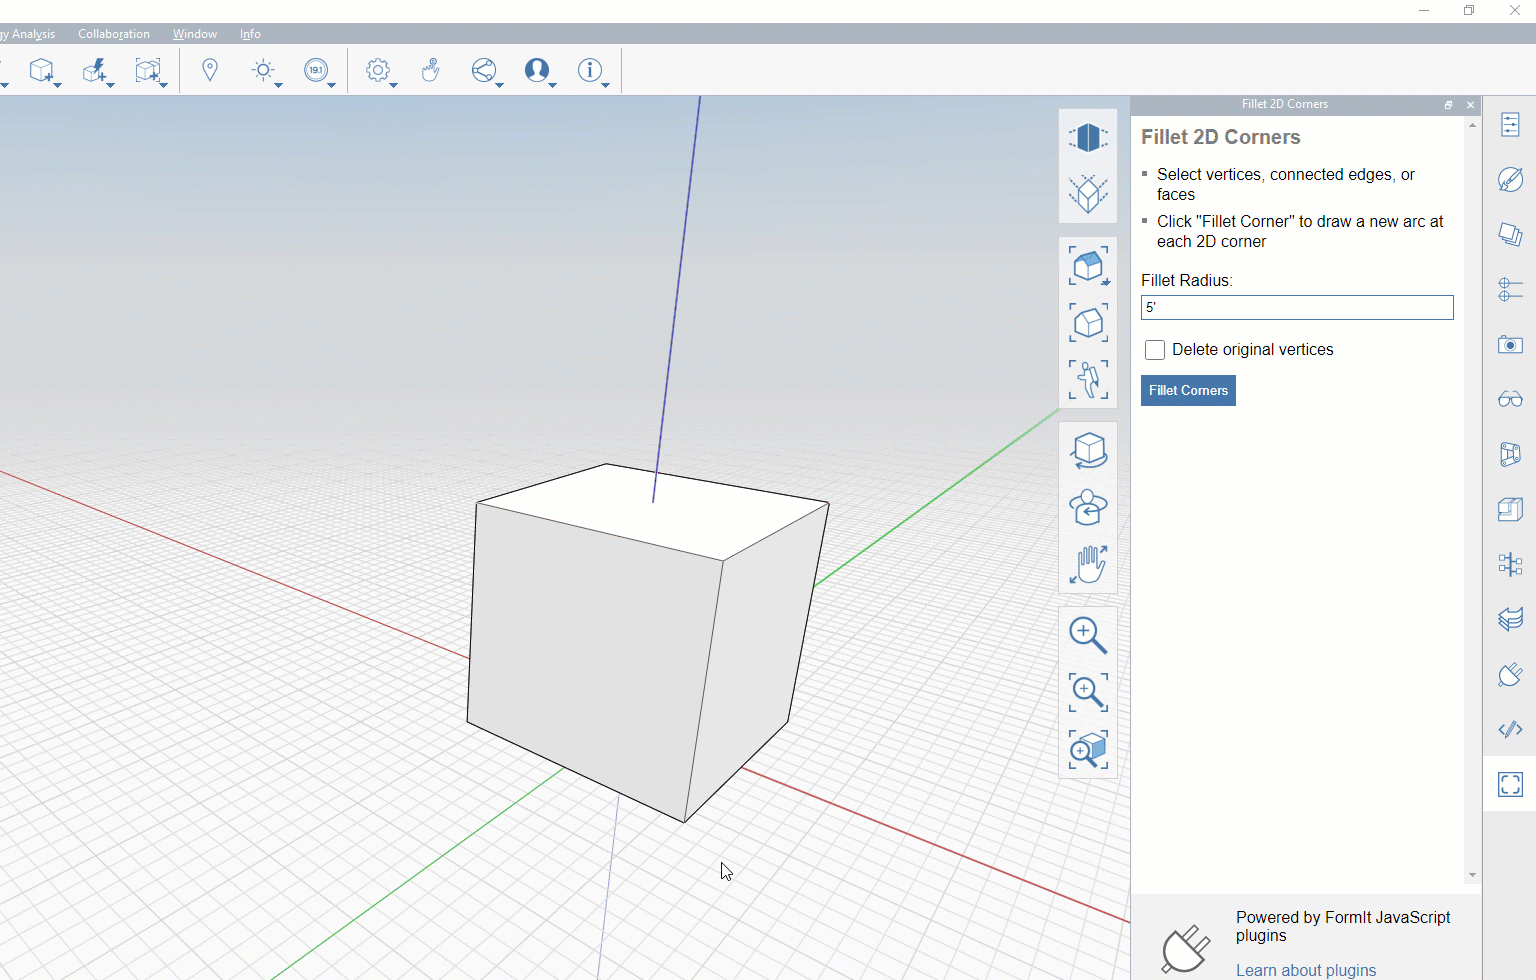 gy Analysis Collaboration Window Info
19.1
Fillet 2D Corners
Fillet 2D Corners
Select vertices, connected edges, or
faces
Click "Fillet Corner" to draw a new arc at
each 2D corner
Fillet Radius:
5'
Delete original vertices
Fillet Corners
Powered by FormIt JavaScript
plugins
Learn about plugins